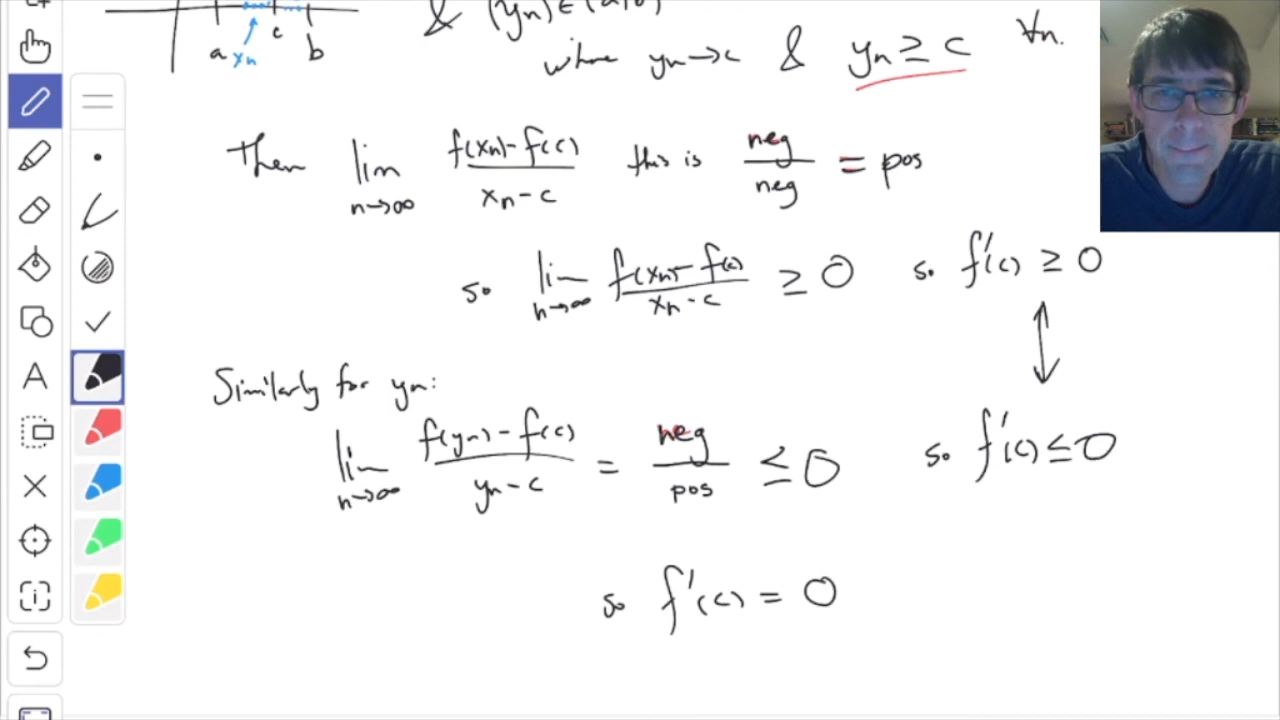 & (yn) ∈ (a,b)
a xn c b
where yn → c & yn ≥ c ∀n.
Then lim n→∞ f(xn) - f(c) / xn - c this is neg / neg = pos
so lim n→∞ f(xn) - f(c) / xn - c ≥ 0 so f'(c) ≥ 0
Similarly for yn:
lim n→∞ f(yn) - f(c) / yn - c = neg / pos ≤ 0 so f'(c) ≤ 0
so f'(c) = 0
A